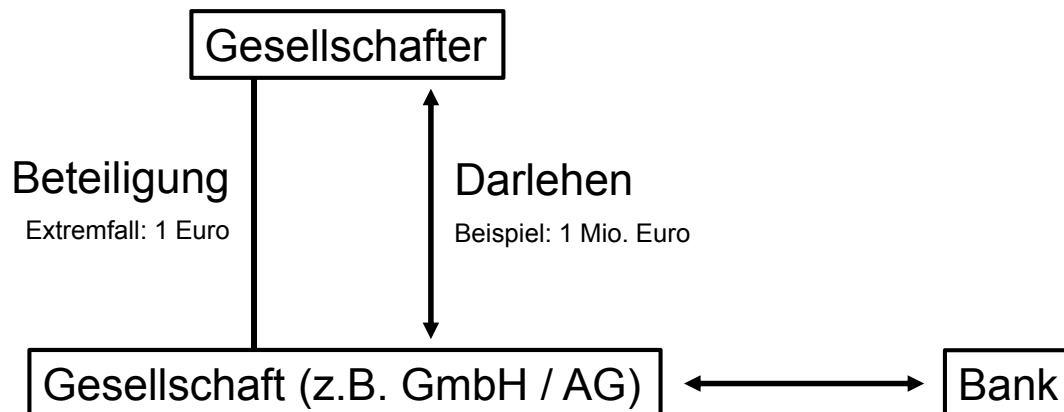 Gesellschafter
Beteiligung
Extremfall: 1 Euro
Darlehen
Beispiel: 1 Mio. Euro
Gesellschaft (z.B. GmbH / AG)
Bank